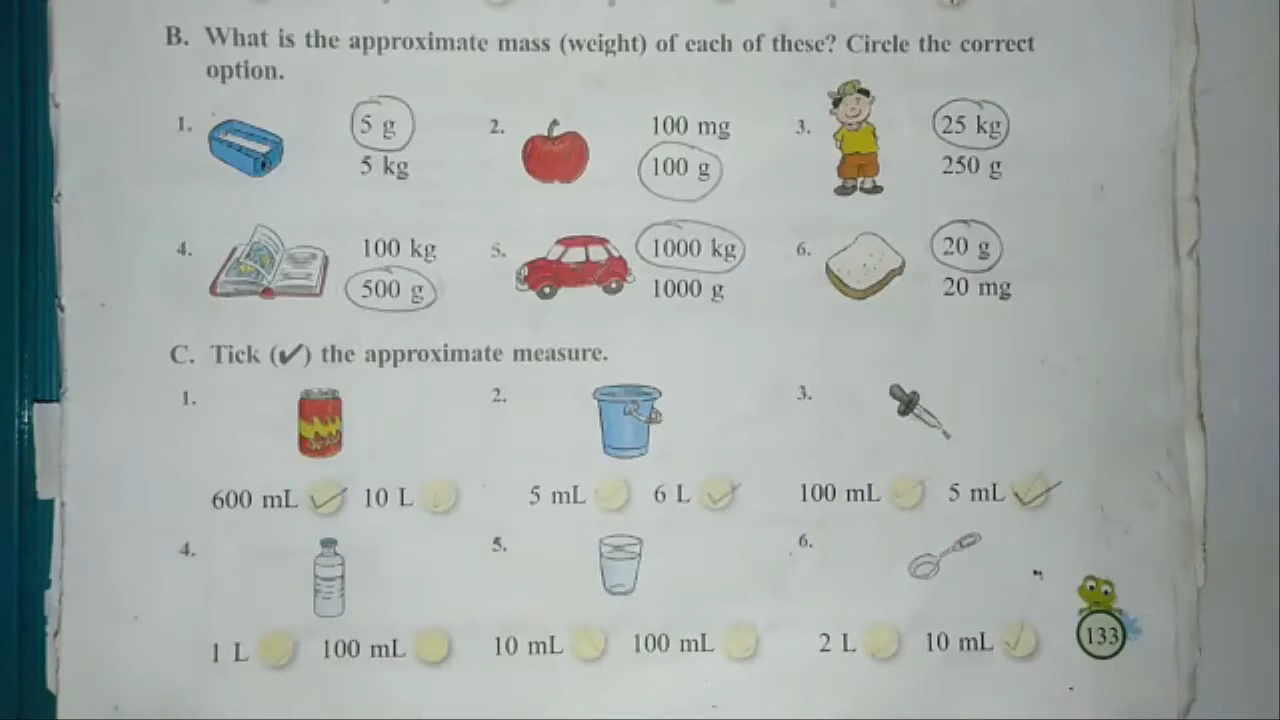 B. What is the approximate mass (weight) of each of these? Circle the correct
option.
1. 5 g 2. 100 mg 3. 25 kg
5 kg 100 g 250 g
4. 100 kg 5. 1000 kg 6. 20 g
500 g 1000 g 20 mg
C. Tick (✔) the approximate measure.
1. 2. 3.
600 mL ✓ 10 L 5 mL 6 L ✓ 100 mL 5 mL ✓
4. 5. 6.
1 L 100 mL 10 mL 100 mL 2 L 10 mL ✓
133